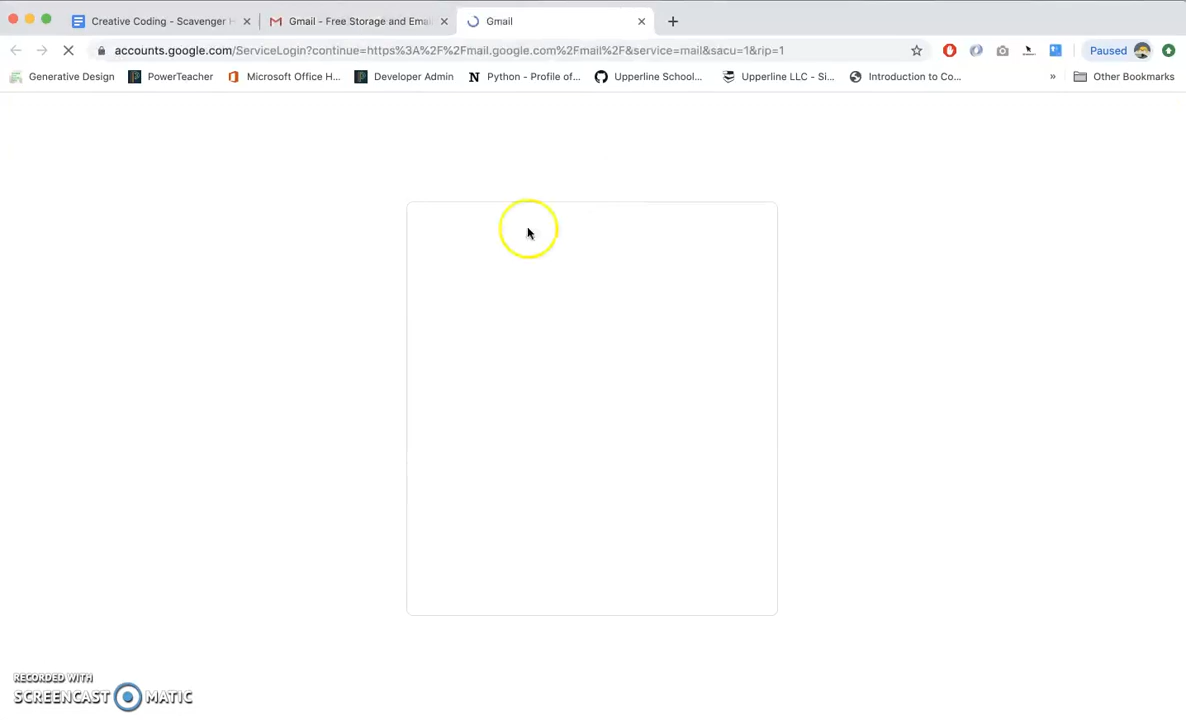 Creative Coding - Scavenger H
Gmail - Free Storage and Emai
Gmail
accounts.google.com/ServiceLogin?continue=https%3A%2F%2Fmail.google.com%2Fmail%2F&service=mail&sacu=1&rip=1
Paused
Generative Design
PowerTeacher
Microsoft Office H...
Developer Admin
Python - Profile of...
Upperline School...
Upperline LLC - Si...
Introduction to Co...
»
Other Bookmarks
RECORDED WITH
SCREENCAST MATIC